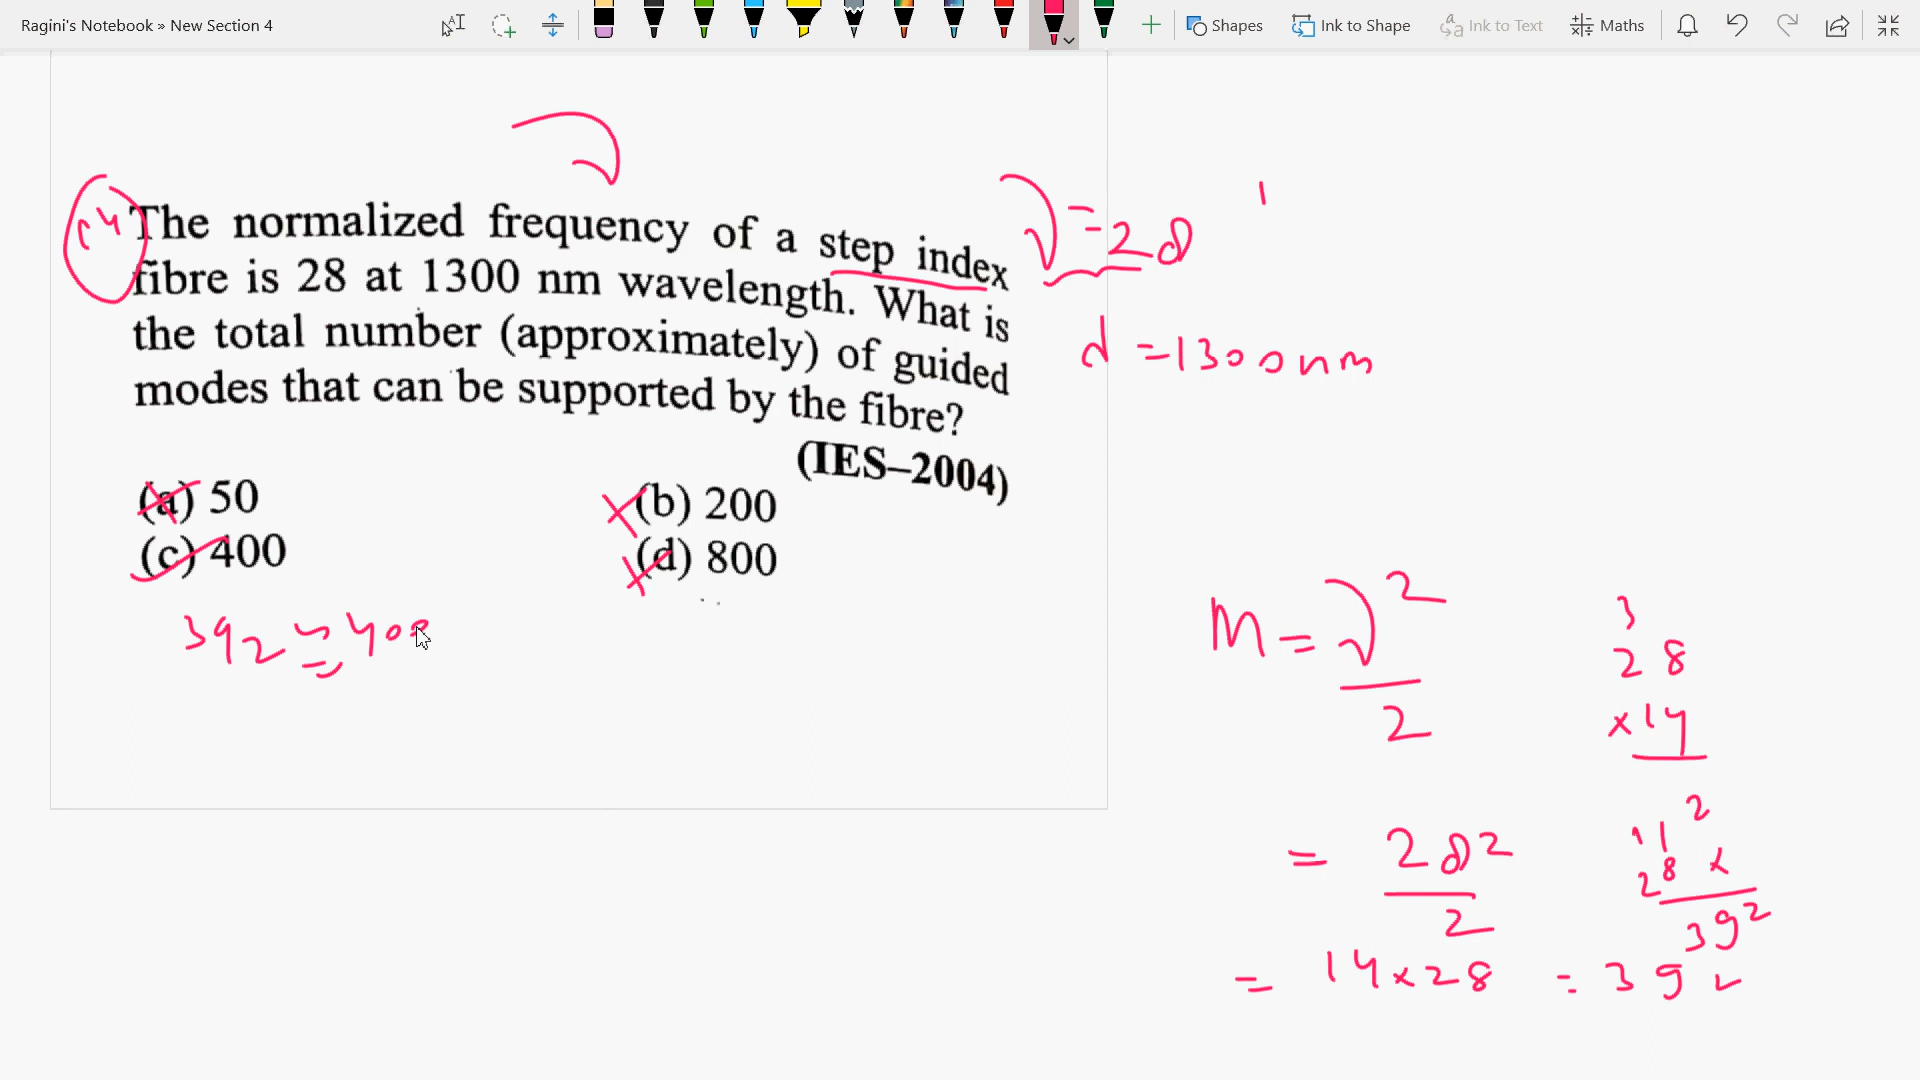 Ragini's Notebook » New Section 4
Shapes
Ink to Shape
Ink to Text
Maths
The normalized frequency of a step index
fibre is 28 at 1300 nm wavelength. What is
the total number (approximately) of guided
modes that can be supported by the fibre?
(IES–2004)
(a) 50
(b) 200
(c) 400
(d) 800
392 ≈ 400
V = 28
d = 1300nm
M = V²
2
= 28²
2
= 14 × 28 = 392
3
28
×14
112
28×
392